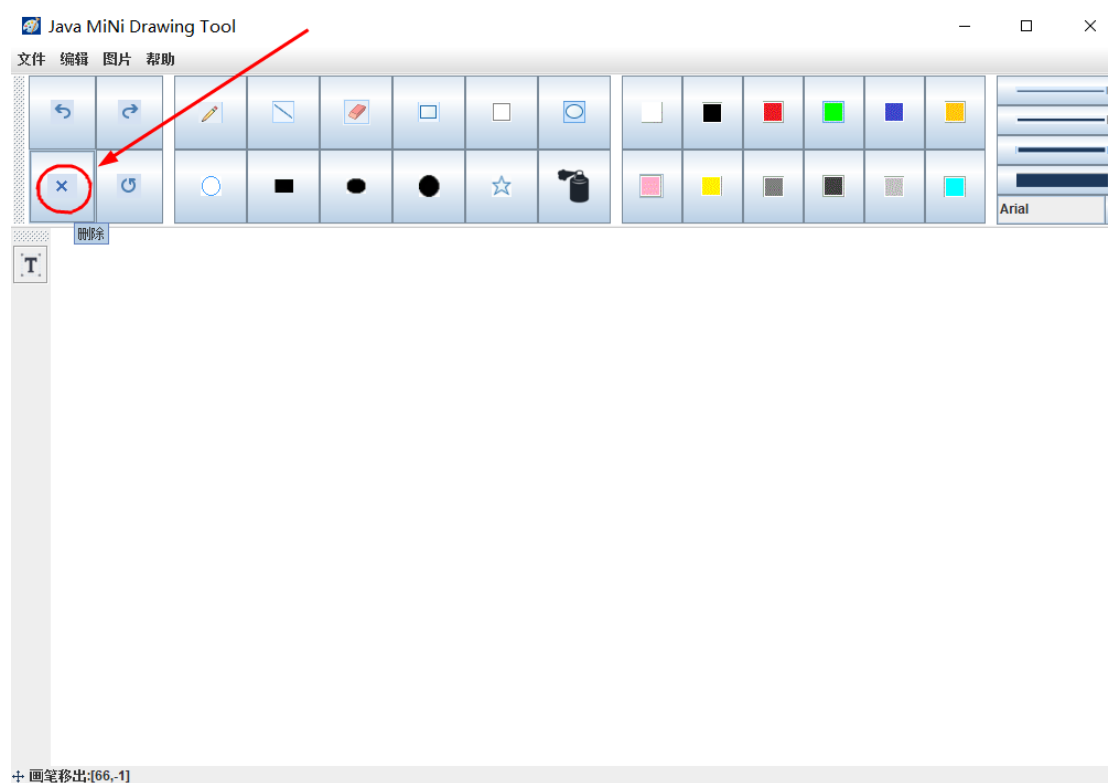 Java MiNi Drawing Tool
文件 编辑 图片 帮助
Arial
删除
T
画笔移出:[66,-1]